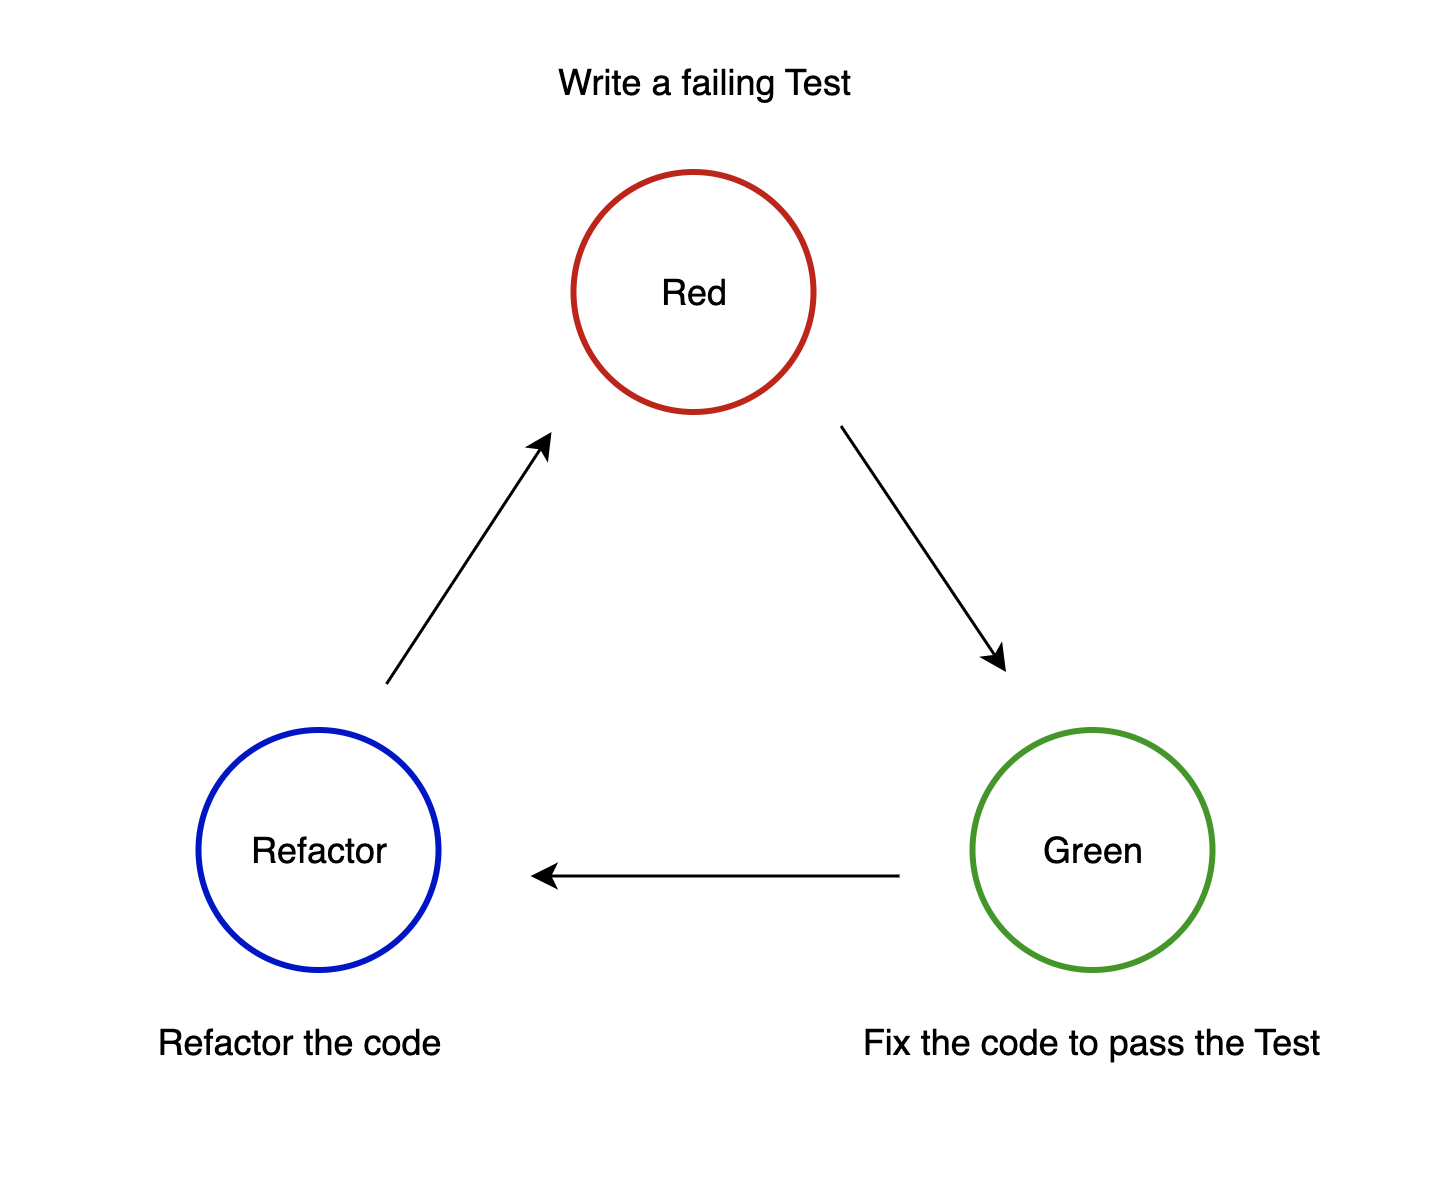 Write a failing Test
Red
Refactor
Green
Refactor the code
Fix the code to pass the Test